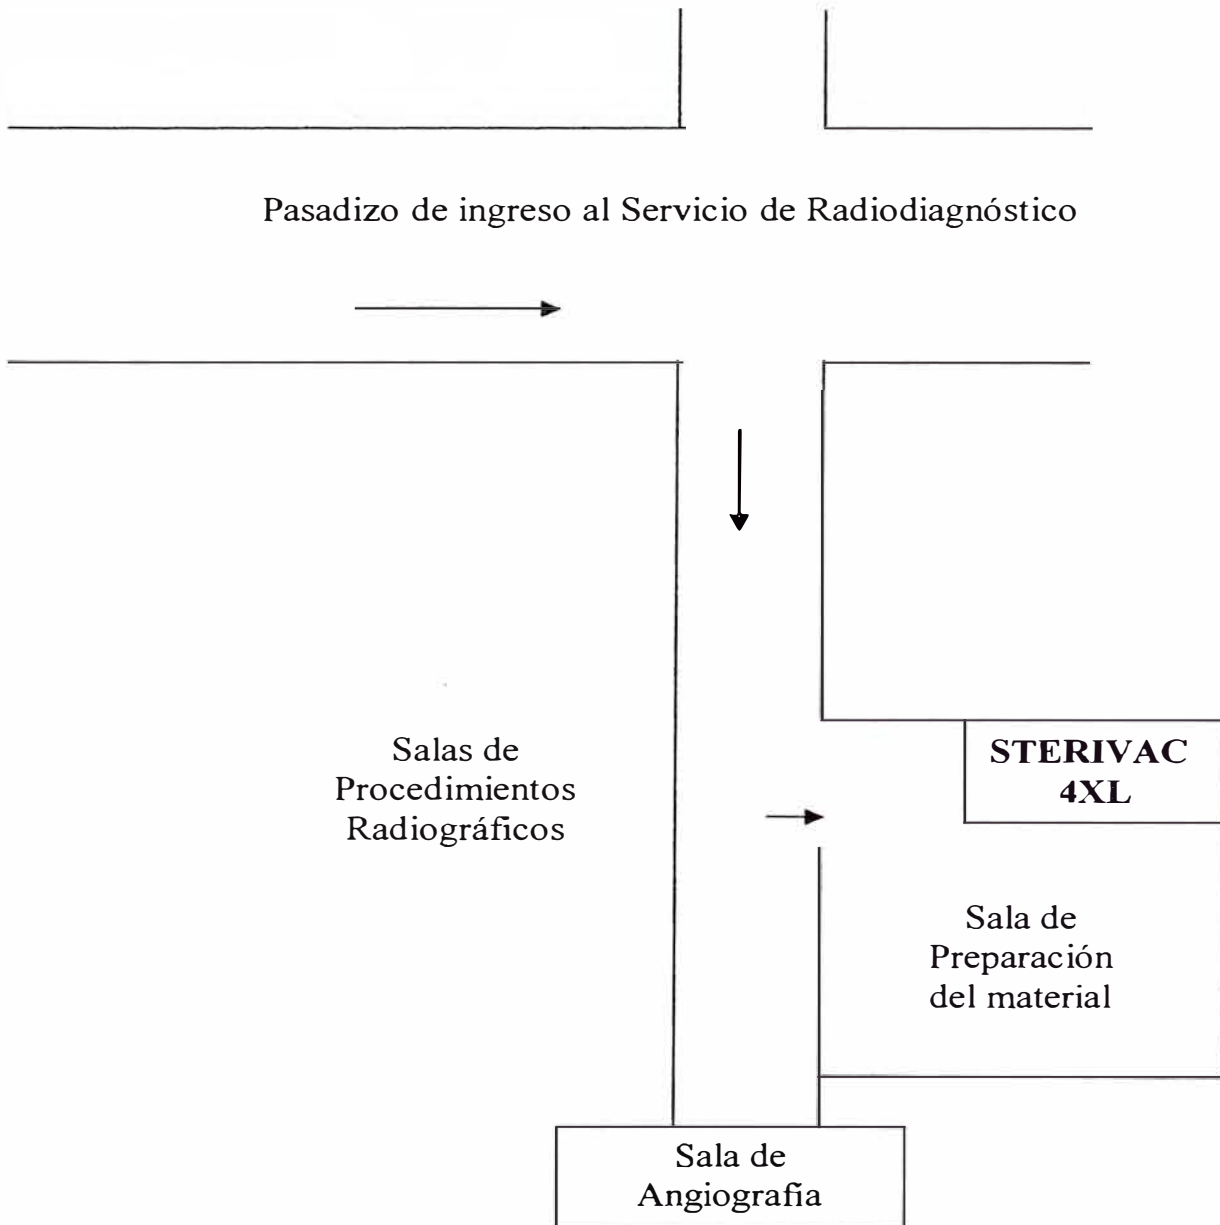 Pasadizo de ingreso al Servicio de Radiodiagnóstico
Salas de
Procedimientos
Radiográficos
STERIVAC
4XL
Sala de
Preparación
del material
Sala de
Angiografía